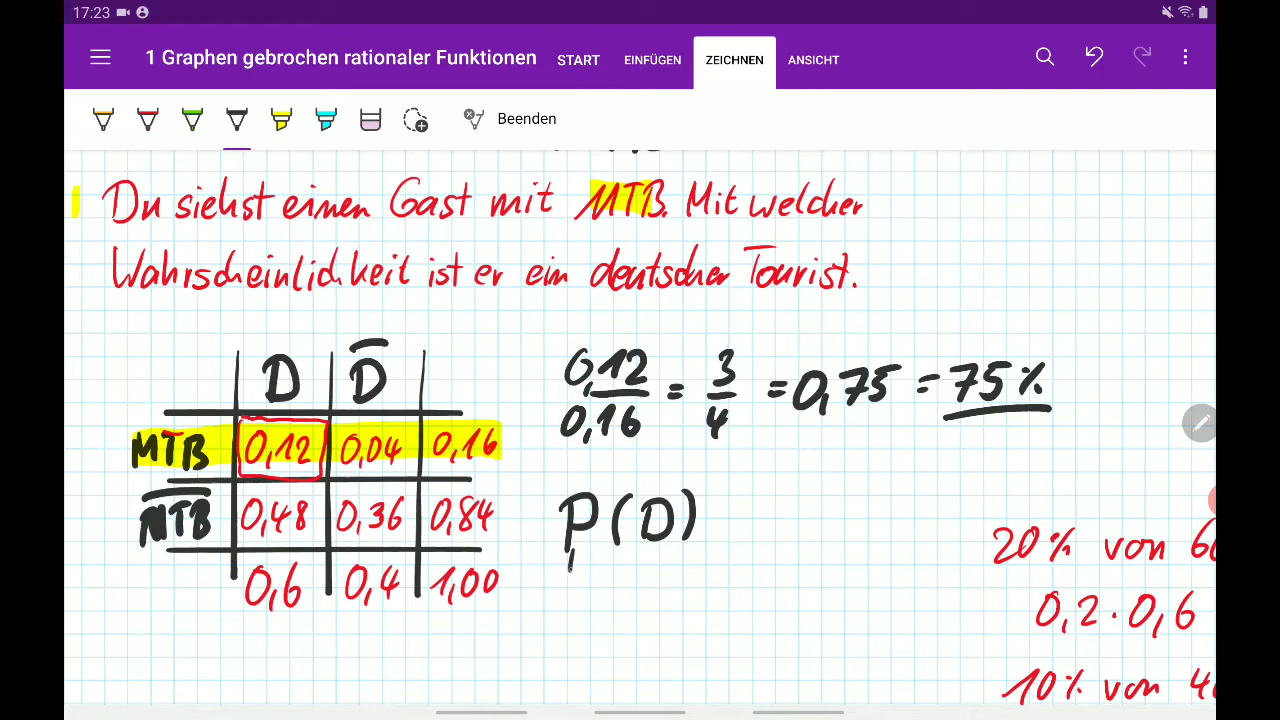 17:23
1 Graphen gebrochen rationaler Funktionen START EINFÜGEN ZEICHNEN ANSICHT
Beenden
Du siehst einen Gast mit MTB. Mit welcher
Wahrscheinlichkeit ist er ein deutscher Tourist.
D D̅
MTB 0,12 0,04 0,16
M̅T̅B̅ 0,48 0,36 0,84
0,6 0,4 1,00
0,12/0,16 = 3/4 = 0,75 = 75%
P(D)
20% von
0,2 · 0,6
10% von